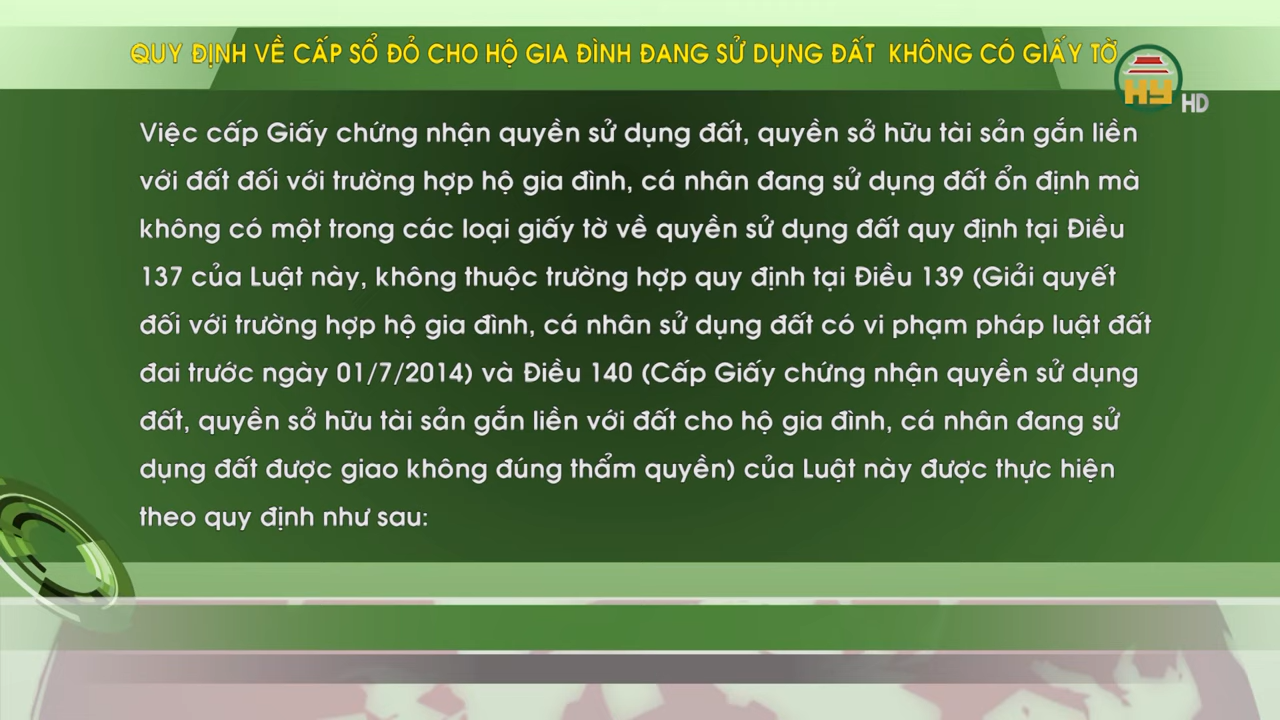 QUY ĐỊNH VỀ CẤP SỔ ĐỎ CHO HỘ GIA ĐÌNH ĐANG SỬ DỤNG ĐẤT KHÔNG CÓ GIẤY TỜ
HY HD
Việc cấp Giấy chứng nhận quyền sử dụng đất, quyền sở hữu tài sản gắn liền
với đất đối với trường hợp hộ gia đình, cá nhân đang sử dụng đất ổn định mà
không có một trong các loại giấy tờ về quyền sử dụng đất quy định tại Điều
137 của Luật này, không thuộc trường hợp quy định tại Điều 139 (Giải quyết
đối với trường hợp hộ gia đình, cá nhân sử dụng đất có vi phạm pháp luật đất
đai trước ngày 01/7/2014) và Điều 140 (Cấp Giấy chứng nhận quyền sử dụng
đất, quyền sở hữu tài sản gắn liền với đất cho hộ gia đình, cá nhân đang sử
dụng đất được giao không đúng thẩm quyền) của Luật này được thực hiện
theo quy định như sau: